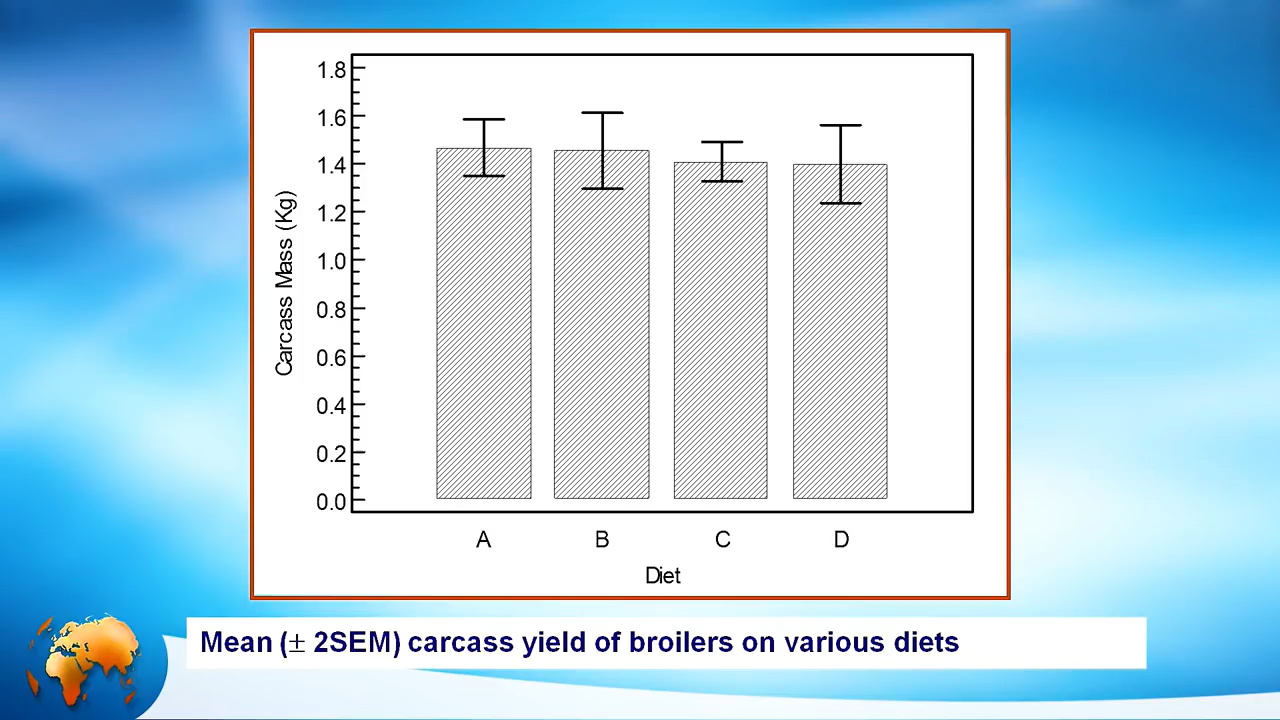 1.8
1.6
1.4
1.2
1.0
0.8
0.6
0.4
0.2
0.0
Carcass Mass (Kg)
A B C D
Diet
Mean (± 2SEM) carcass yield of broilers on various diets